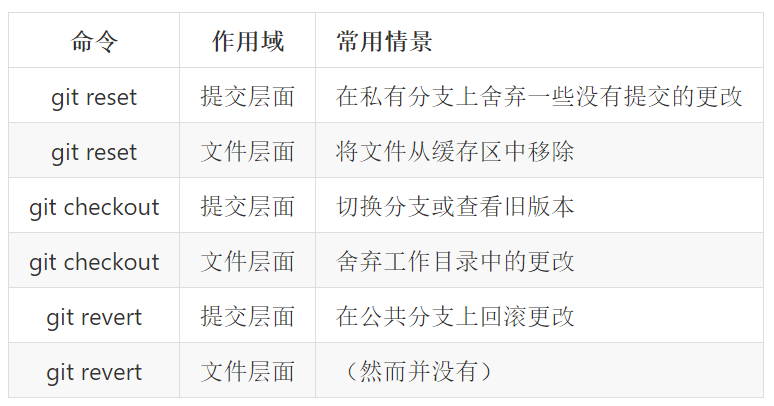 命令 作用域 常用情景
git reset 提交层面 在私有分支上舍弃一些没有提交的更改
git reset 文件层面 将文件从缓存区中移除
git checkout 提交层面 切换分支或查看旧版本
git checkout 文件层面 舍弃工作目录中的更改
git revert 提交层面 在公共分支上回滚更改
git revert 文件层面 （然而并没有）